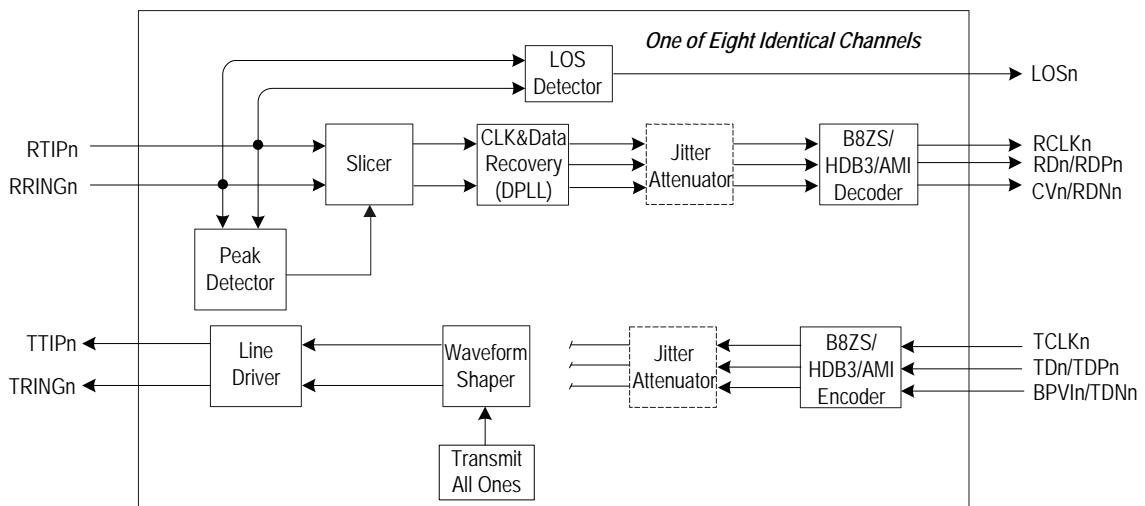 One of Eight Identical Channels
LOS
Detector
LOSn
RTIPn
RRINGn
Slicer
CLK&Data
Recovery
(DPLL)
Jitter
Attenuator
B8ZS/
HDB3/AMI
Decoder
RCLKn
RDn/RDPn
CVn/RDNn
Peak
Detector
TTIPn
TRINGn
Line
Driver
Waveform
Shaper
Jitter
Attenuator
B8ZS/
HDB3/AMI
Encoder
TCLKn
TDn/TDPn
BPVIn/TDNn
Transmit
All Ones